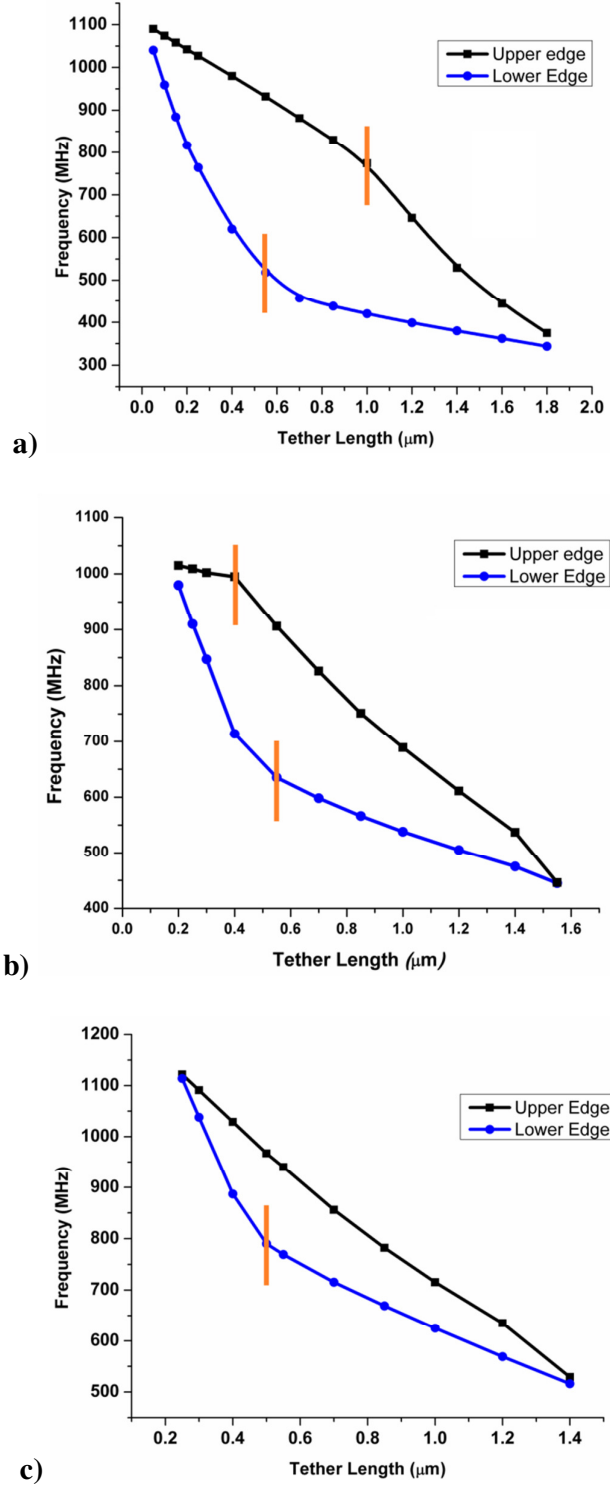 1100
1000
900
800
700
600
500
400
300
Frequency (MHz)
Upper edge
Lower Edge
0.0 0.2 0.4 0.6 0.8 1.0 1.2 1.4 1.6 1.8 2.0
Tether Length (μm)
a)
1100
1000
900
800
700
600
500
400
Frequency (MHz)
Upper edge
Lower Edge
0.0 0.2 0.4 0.6 0.8 1.0 1.2 1.4 1.6
Tether Length (μm)
b)
1200
1100
1000
900
800
700
600
500
Frequency (MHz)
Upper Edge
Lower Edge
0.2 0.4 0.6 0.8 1.0 1.2 1.4
Tether Length (μm)
c)